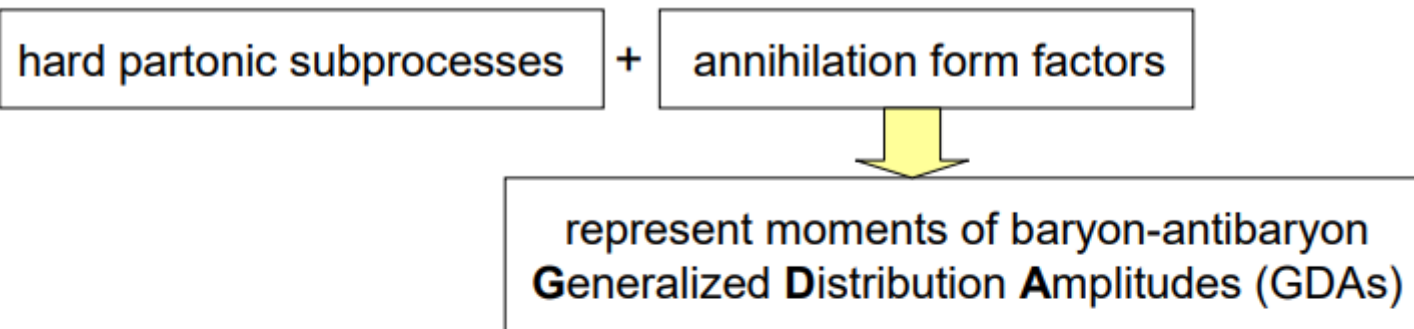 hard partonic subprocesses + annihilation form factors
represent moments of baryon-antibaryon
Generalized Distribution Amplitudes (GDAs)